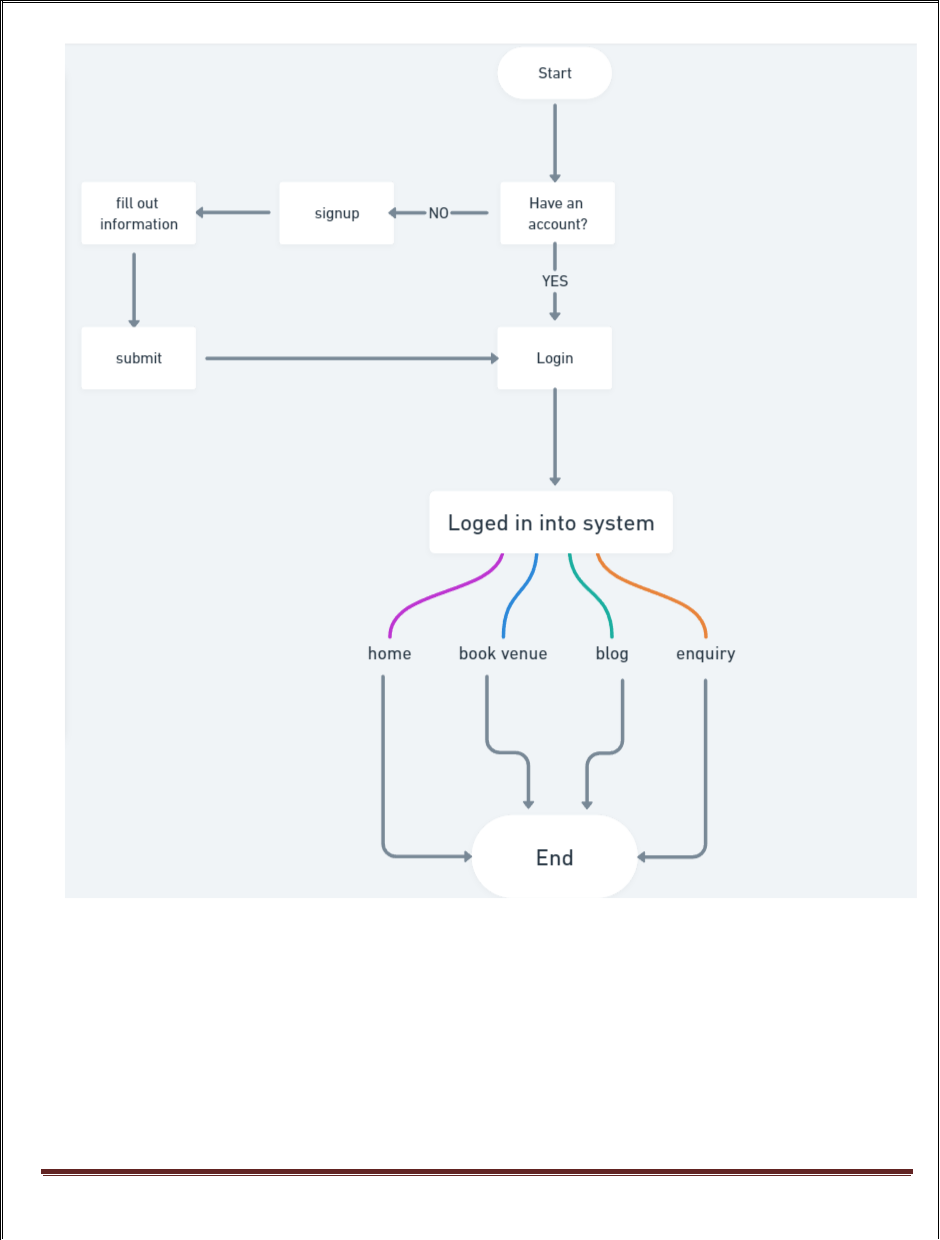 Start
Have an
account?
NO
signup
fill out
information
submit
YES
Login
Loged in into system
home
book venue
blog
enquiry
End